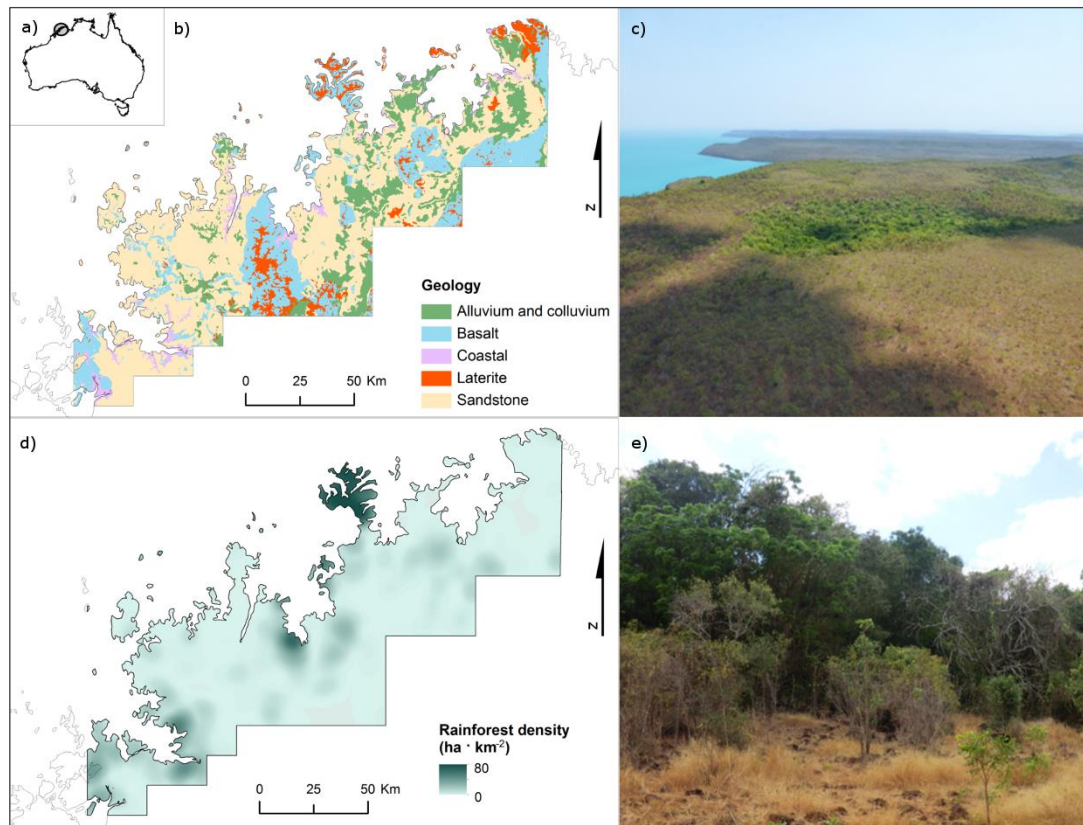 a)
b)
c)
N
Geology
Alluvium and colluvium
Basalt
Coastal
Laterite
Sandstone
0 25 50 Km
d)
e)
N
Rainforest density
(ha · km⁻²)
80
0
0 25 50 Km